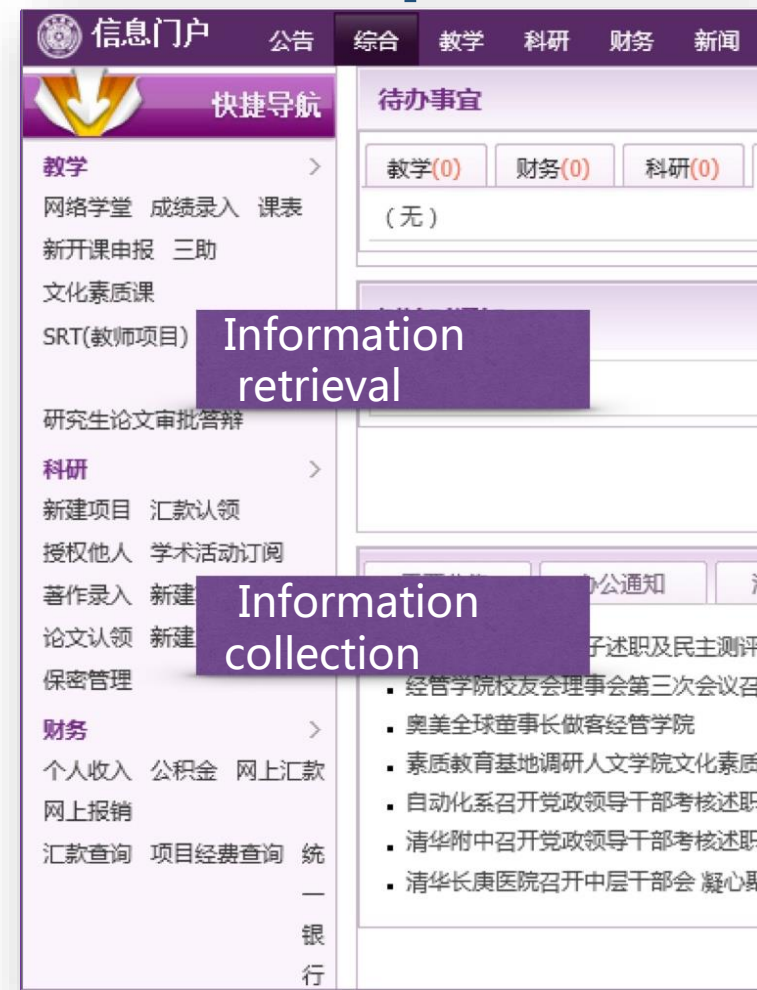 信息门户 公告 综合 教学 科研 财务 新闻
快捷导航
教学 >
网络学堂 成绩录入 课表
新开课申报 三助
文化素质课
SRT(教师项目)
研究生论文审批答辩
科研 >
新建项目 汇款认领
授权他人 学术活动订阅
著作录入 新建
论文认领 新建
保密管理
财务 >
个人收入 公积金 网上汇款
网上报销
汇款查询 项目经费查询 统
一
银
行
待办事宜
教学(0) 财务(0) 科研(0)
(无)
Information
retrieval
Information
collection
办公通知
子述职及民主测评
经管学院校友会理事会第三次会议召
奥美全球董事长做客经管学院
素质教育基地调研人文学院文化素质
自动化系召开党政领导干部考核述职
清华附中召开党政领导干部考核述职
清华长庚医院召开中层干部会 凝心聚